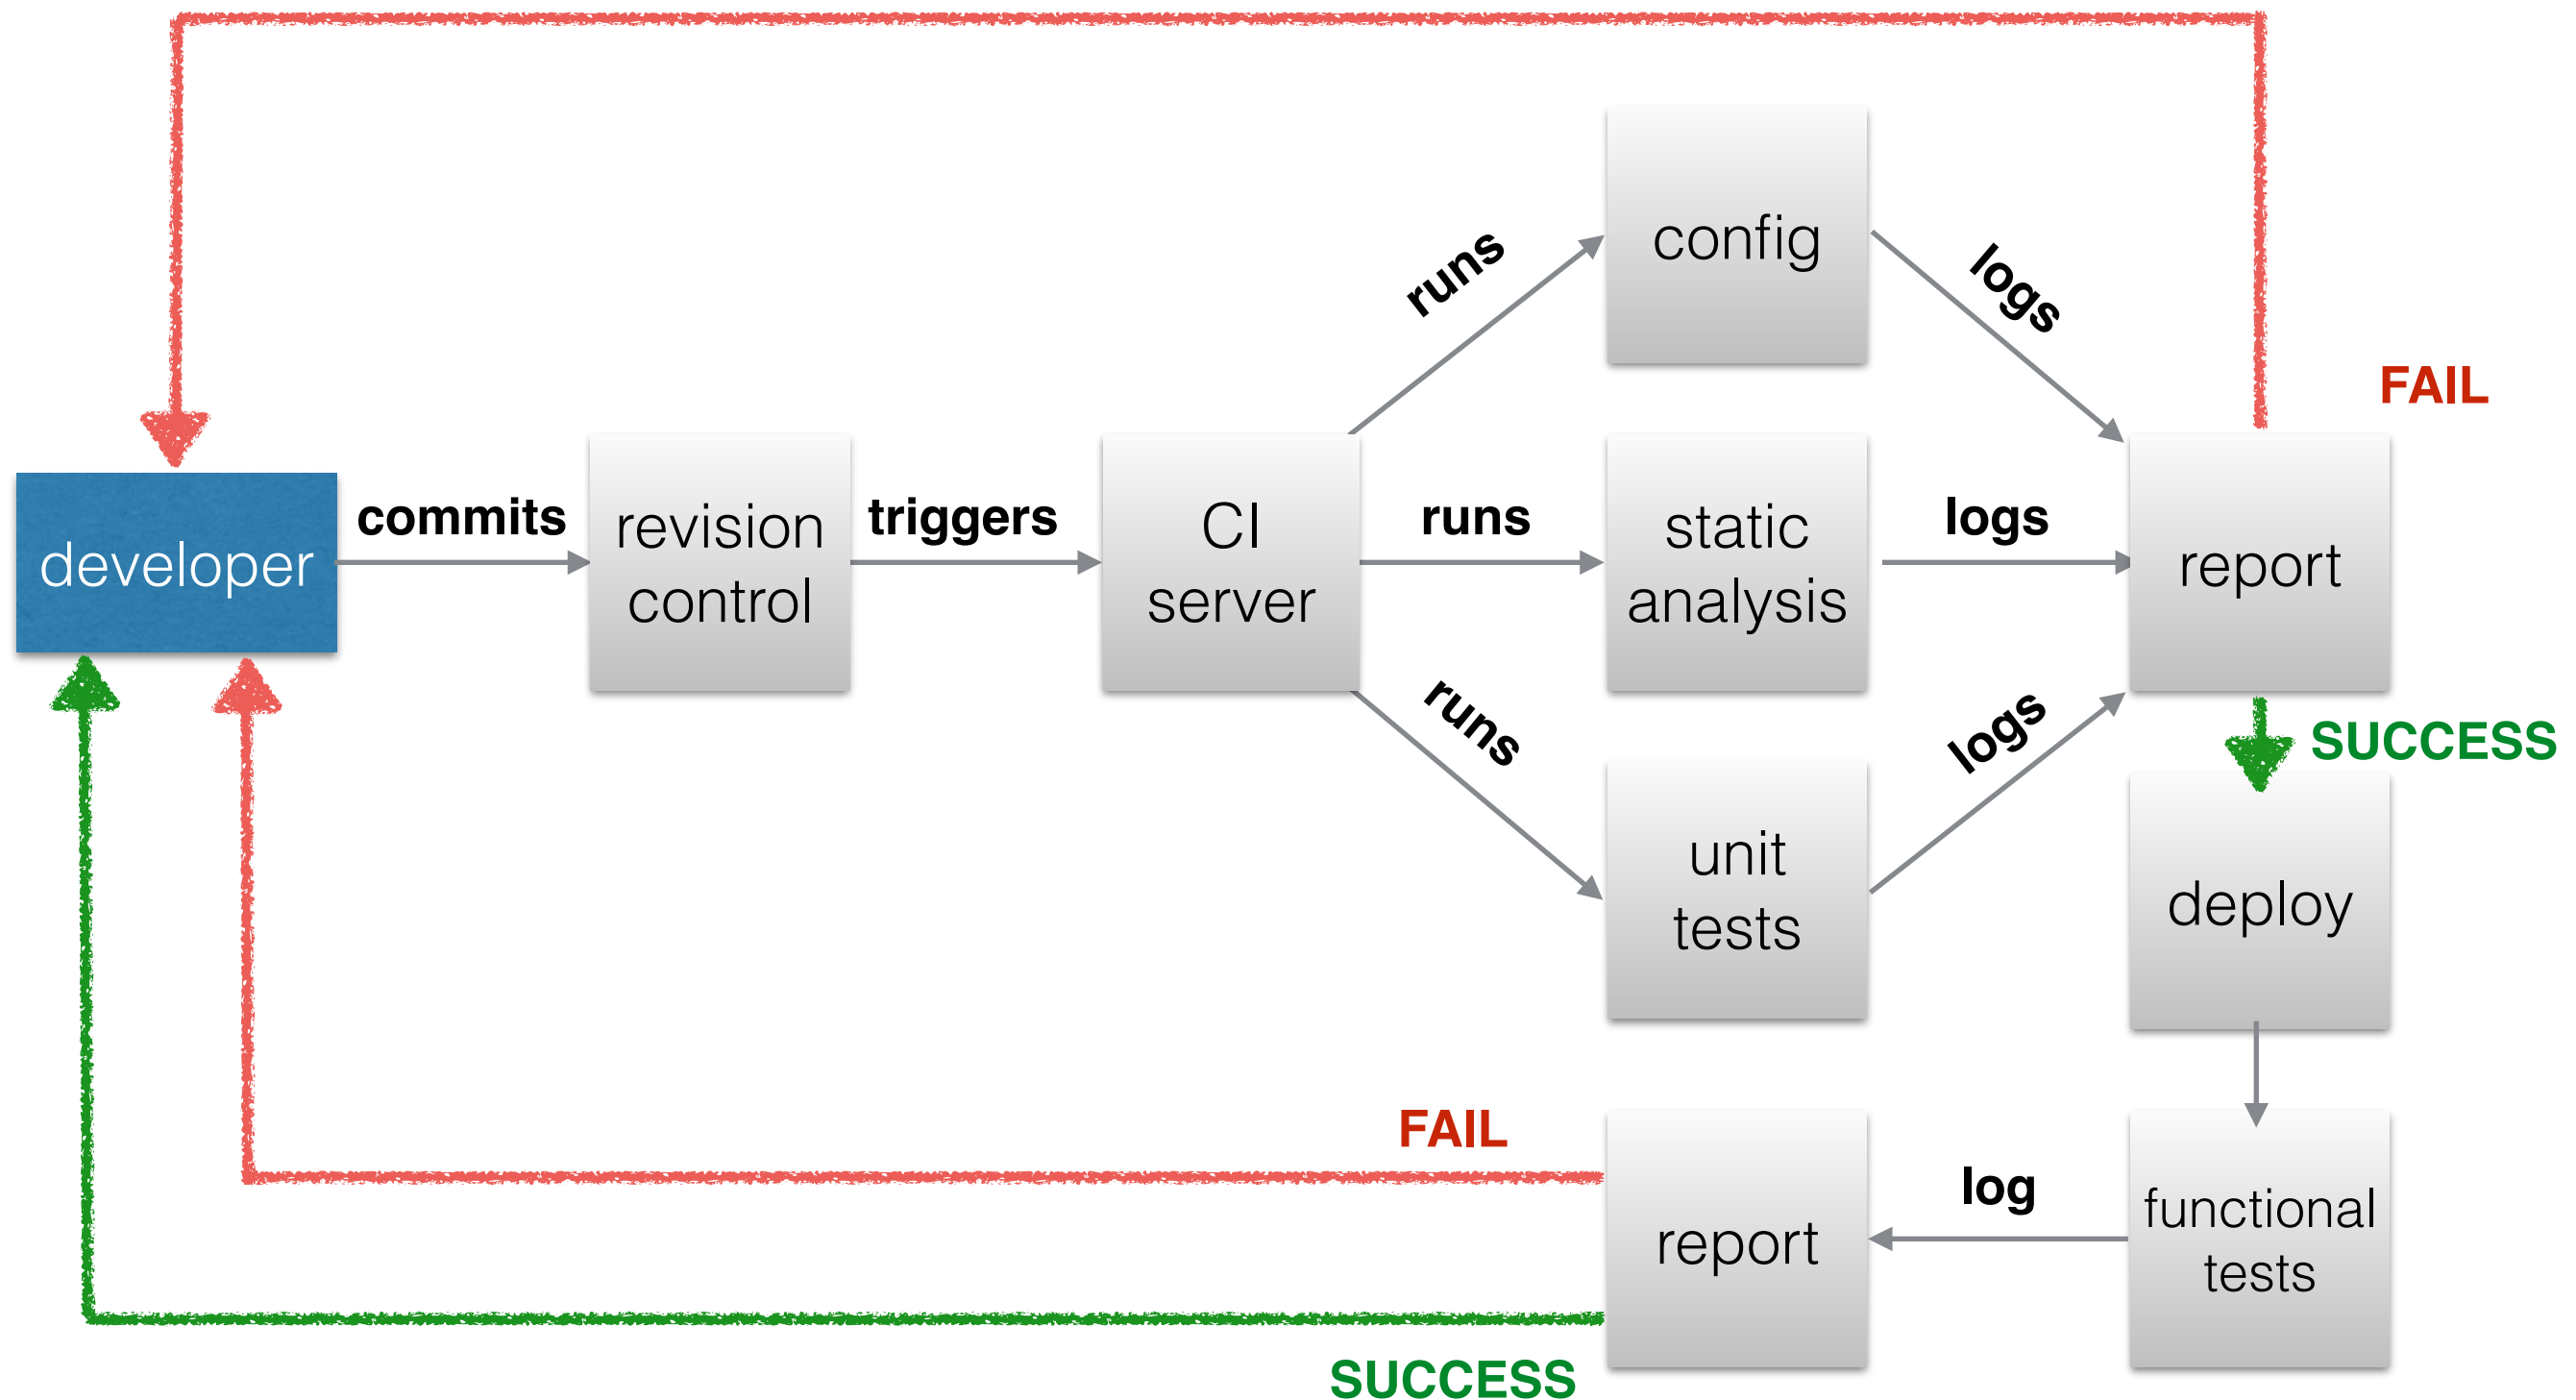 config
runs
logs
FAIL
developer
commits
revision
control
triggers
CI
server
runs
static
analysis
logs
report
runs
logs
SUCCESS
unit
tests
deploy
FAIL
report
log
functional
tests
SUCCESS